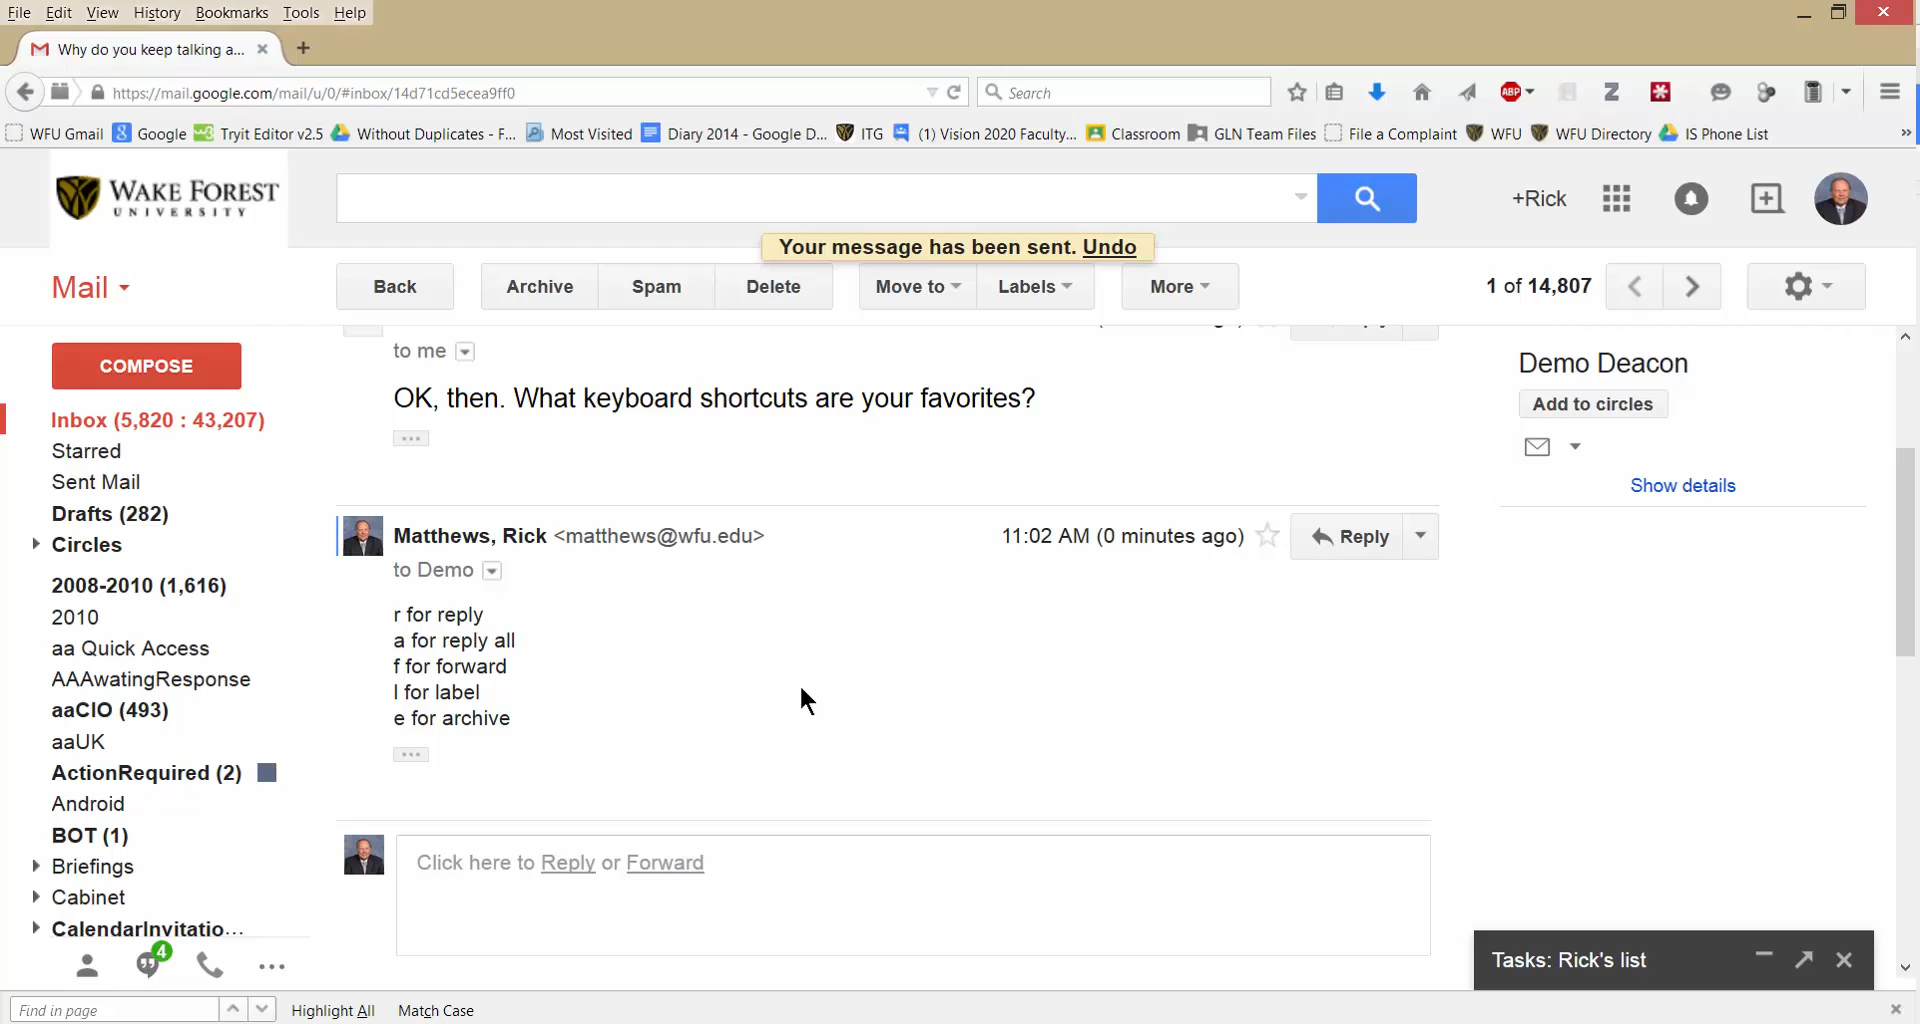 File Edit View History Bookmarks Tools Help
Why do you keep talking a...
https://mail.google.com/mail/u/0/#inbox/14d71cd5ecea9ff0
Search
ABP
WFU Gmail Google Tryit Editor v2.5 Without Duplicates - F... Most Visited Diary 2014 - Google D... ITG (1) Vision 2020 Faculty,... Classroom GLN Team Files File a Complaint WFU WFU Directory IS Phone List »
WAKE FOREST
UNIVERSITY
+Rick
Your message has been sent. Undo
Mail
Back Archive Spam Delete Move to Labels More 1 of 14,807
COMPOSE
Inbox (5,820 : 43,207)
Starred
Sent Mail
Drafts (282)
Circles
2008-2010 (1,616)
2010
aa Quick Access
AAAwatingResponse
aaCIO (493)
aaUK
ActionRequired (2)
Android
BOT (1)
Briefings
Cabinet
CalendarInvitatio...
4
to me
OK, then. What keyboard shortcuts are your favorites?
Matthews, Rick <matthews@wfu.edu> 11:02 AM (0 minutes ago) Reply
to Demo
r for reply
a for reply all
f for forward
l for label
e for archive
Click here to Reply or Forward
Demo Deacon
Add to circles
Show details
Tasks: Rick's list
Find in page Highlight All Match Case